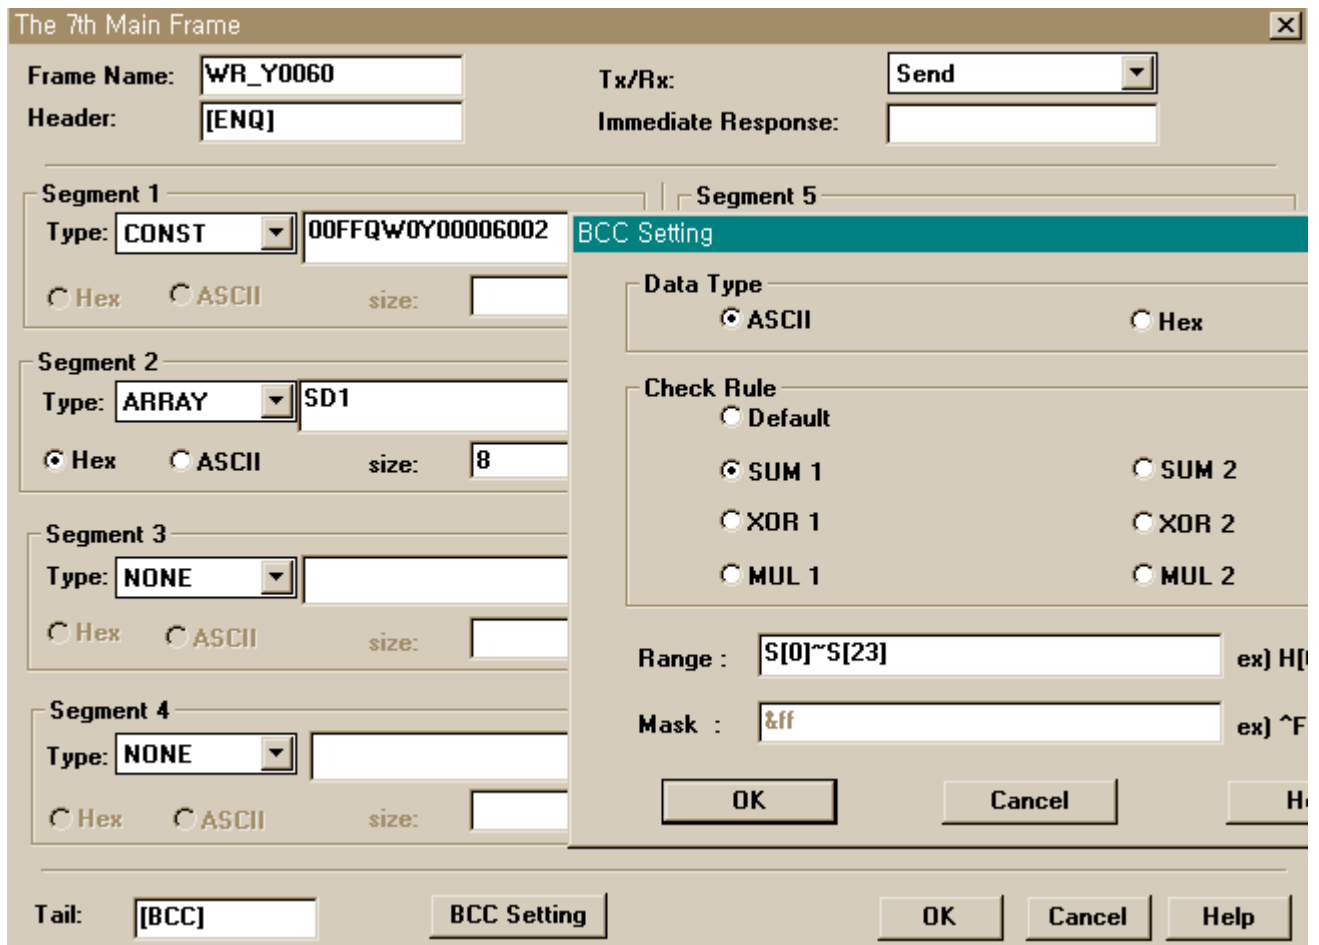 The 7th Main Frame
Frame Name: WR_Y0060 Tx/Rx: Send
Header: [ENQ] Immediate Response:
Segment 1
Type: CONST 00FFQW0Y00006002
Hex ASCII size:
Segment 2
Type: ARRAY SD1
Hex ASCII size: 8
Segment 3
Type: NONE
Hex ASCII size:
Segment 4
Type: NONE
Hex ASCII size:
Segment 5
BCC Setting
Data Type
ASCII Hex
Check Rule
Default
SUM 1 SUM 2
XOR 1 XOR 2
MUL 1 MUL 2
Range : S[0]~S[23] ex) H[
Mask : &ff ex) ^F
OK Cancel
Tail: [BCC] BCC Setting OK Cancel Help